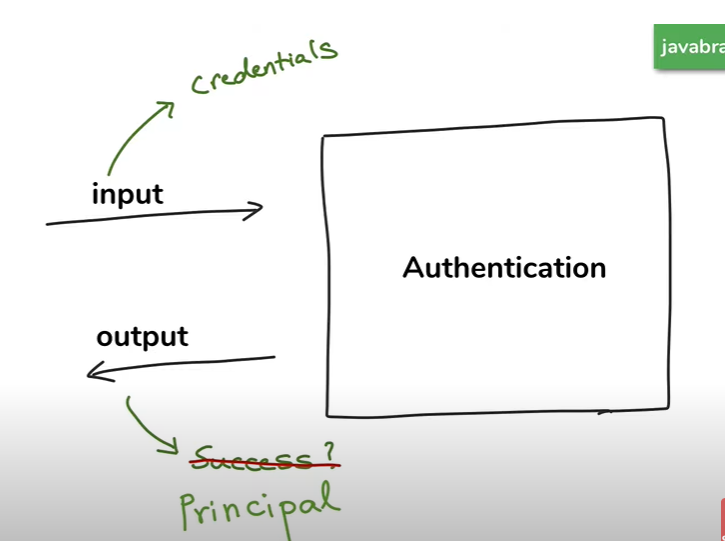 credentials
javabra
input
Authentication
output
Success?
Principal